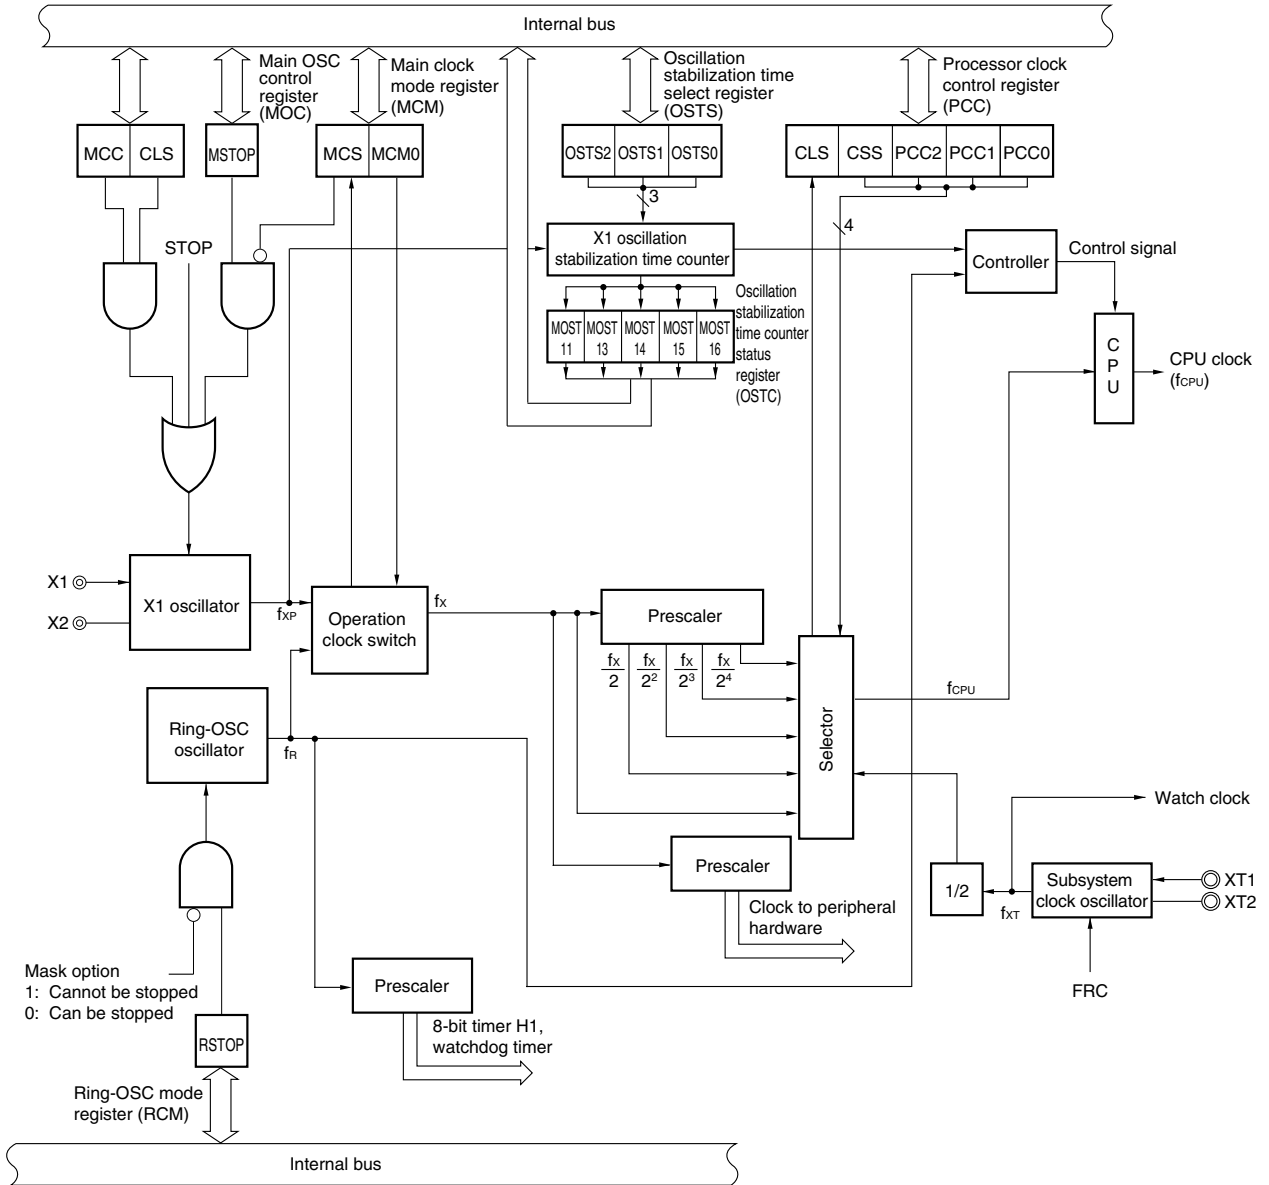 Internal bus
Main OSC
control
register
(MOC)
Main clock
mode register
(MCM)
Oscillation
stabilization time
select register
(OSTS)
Processor clock
control register
(PCC)
MCC CLS
MSTOP
MCS MCM0
OSTS2 OSTS1 OSTS0
CLS CSS PCC2 PCC1 PCC0
3
4
STOP
X1 oscillation
stabilization time counter
Controller
Control signal
Oscillation
stabilization
time counter
status
register
(OSTC)
MOST 11
MOST 13
MOST 14
MOST 15
MOST 16
C
P
U
CPU clock
(fCPU)
X1
X2
X1 oscillator
fXP
Operation
clock switch
fX
Prescaler
fX/2 fX/2² fX/2³ fX/2⁴
Selector
fCPU
Ring-OSC
oscillator
fR
Watch clock
Prescaler
1/2
fXT
Subsystem
clock oscillator
XT1
XT2
Clock to peripheral
hardware
FRC
Mask option
1: Cannot be stopped
0: Can be stopped
Prescaler
RSTOP
8-bit timer H1,
watchdog timer
Ring-OSC mode
register (RCM)
Internal bus